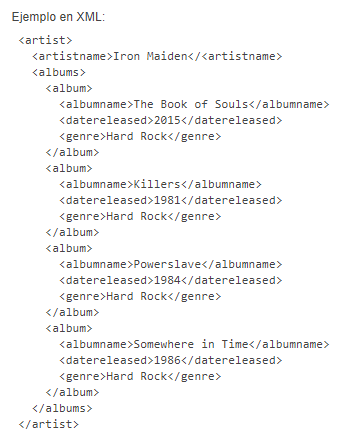 Ejemplo en XML:
<artist>
  <artistname>Iron Maiden</<artistname>
  <albums>
    <album>
      <albumname>The Book of Souls</albumname>
      <datereleased>2015</datereleased>
      <genre>Hard Rock</genre>
    </album>
    <album>
      <albumname>Killers</albumname>
      <datereleased>1981</datereleased>
      <genre>Hard Rock</genre>
    </album>
    <album>
      <albumname>Powerslave</albumname>
      <datereleased>1984</datereleased>
      <genre>Hard Rock</genre>
    </album>
    <album>
      <albumname>Somewhere in Time</albumname>
      <datereleased>1986</datereleased>
      <genre>Hard Rock</genre>
    </album>
  </albums>
</artist>